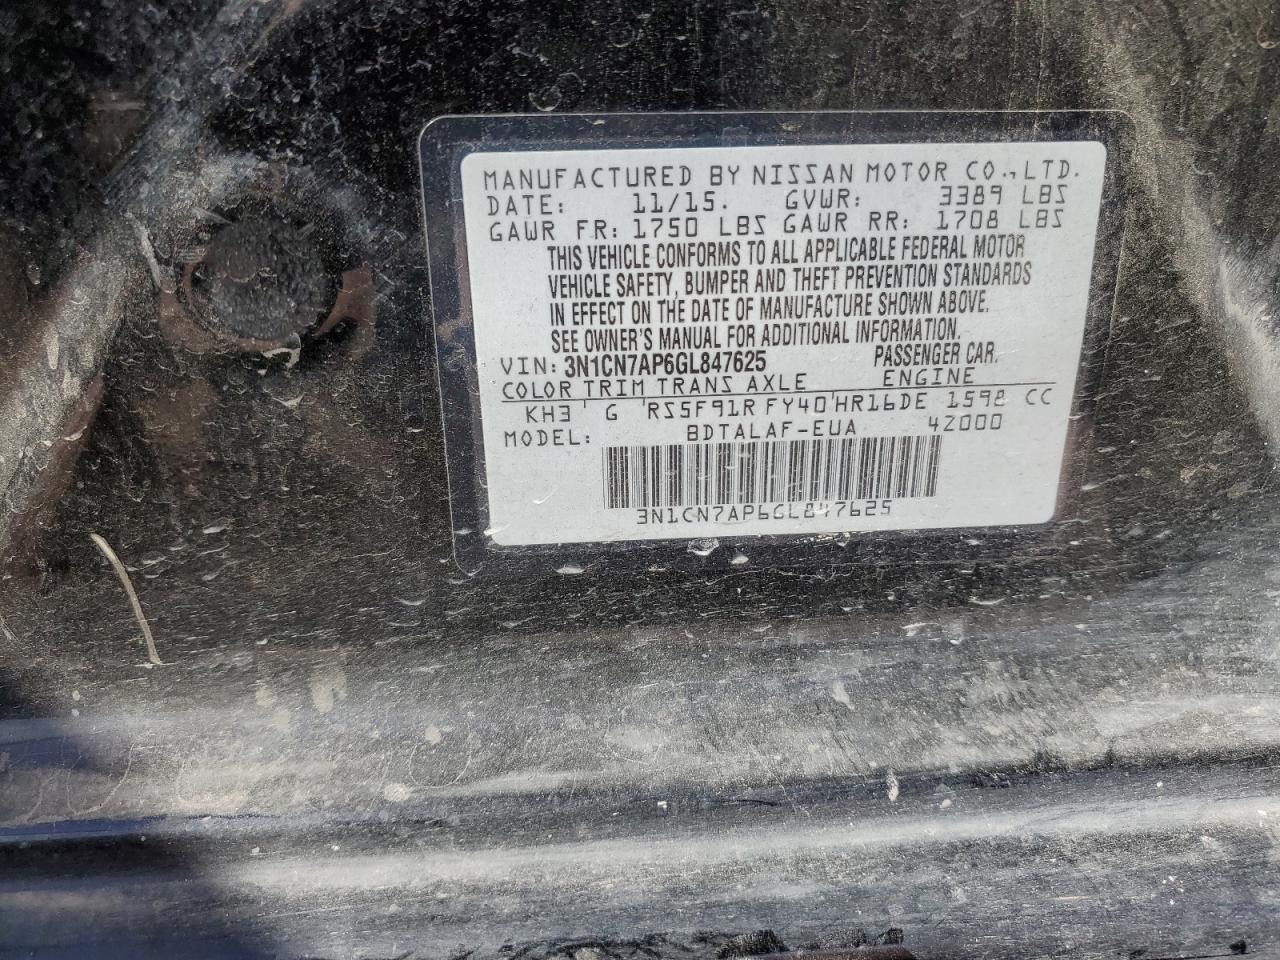 MANUFACTURED BY NISSAN MOTOR CO.,LTD.
DATE: 11/15. GVWR: 3389 LBS
GAWR FR: 1750 LBS GAWR RR: 1708 LBS
THIS VEHICLE CONFORMS TO ALL APPLICABLE FEDERAL MOTOR
VEHICLE SAFETY, BUMPER AND THEFT PREVENTION STANDARDS
IN EFFECT ON THE DATE OF MANUFACTURE SHOWN ABOVE.
SEE OWNER'S MANUAL FOR ADDITIONAL INFORMATION.
VIN: 3N1CN7AP6GL847625 PASSENGER CAR.
COLOR TRIM TRANS AXLE ENGINE
KH3 G RS5F91R FY40 HR16DE 1598 CC
MODEL: BDTALAF-EUA 42000
3N1CN7AP6GL847625